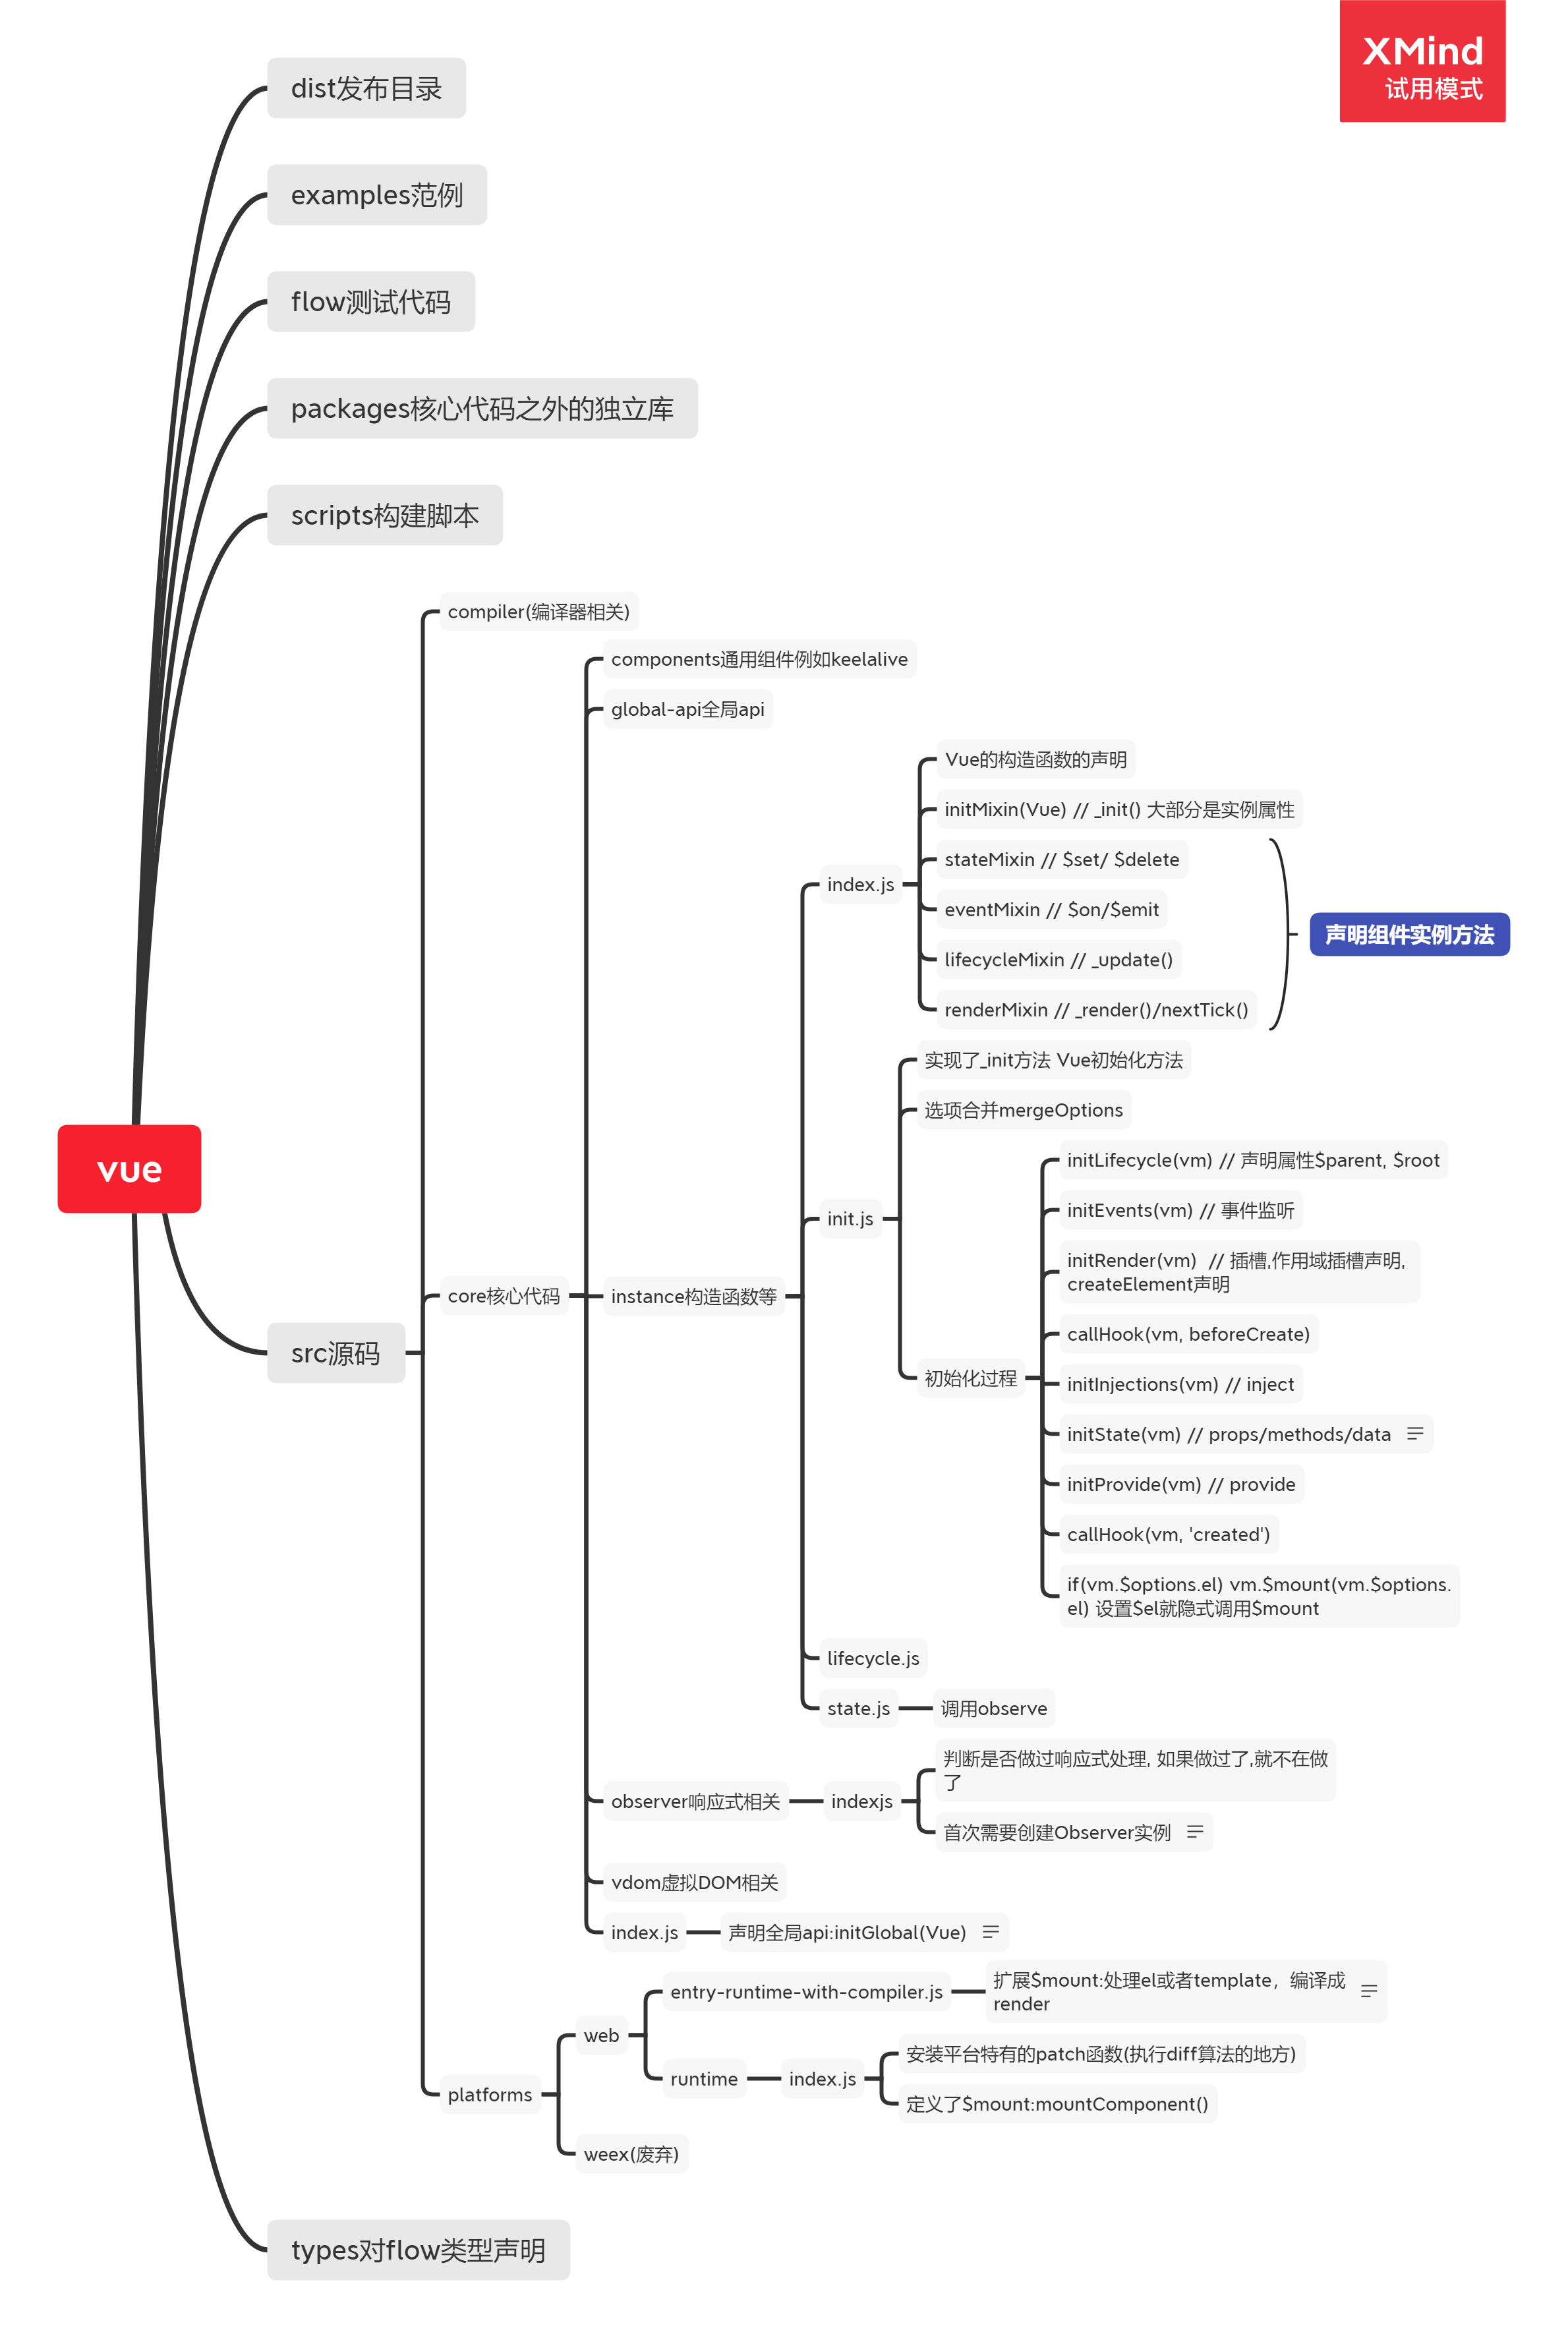 XMind
试用模式
dist发布目录
examples范例
flow测试代码
packages核心代码之外的独立库
scripts构建脚本
compiler(编译器相关)
components通用组件例如keelalive
global-api全局api
Vue的构造函数的声明
initMixin(Vue) // _init() 大部分是实例属性
stateMixin // $set/ $delete
index.js
eventMixin // $on/$emit
声明组件实例方法
lifecycleMixin // _update()
renderMixin // _render()/nextTick()
实现了_init方法 Vue初始化方法
选项合并mergeOptions
initLifecycle(vm) // 声明属性$parent, $root
vue
initEvents(vm) // 事件监听
init.js
initRender(vm)  // 插槽,作用域插槽声明,
createElement声明
core核心代码
instance构造函数等
callHook(vm, beforeCreate)
src源码
初始化过程
initInjections(vm) // inject
initState(vm) // props/methods/data
initProvide(vm) // provide
callHook(vm, 'created')
if(vm.$options.el) vm.$mount(vm.$options.
el) 设置$el就隐式调用$mount
lifecycle.js
state.js
调用observe
判断是否做过响应式处理, 如果做过了,就不在做
了
observer响应式相关
indexjs
首次需要创建Observer实例
vdom虚拟DOM相关
index.js
声明全局api:initGlobal(Vue)
entry-runtime-with-compiler.js
扩展$mount:处理el或者template，编译成
render
web
runtime
index.js
安装平台特有的patch函数(执行diff算法的地方)
定义了$mount:mountComponent()
platforms
weex(废弃)
types对flow类型声明